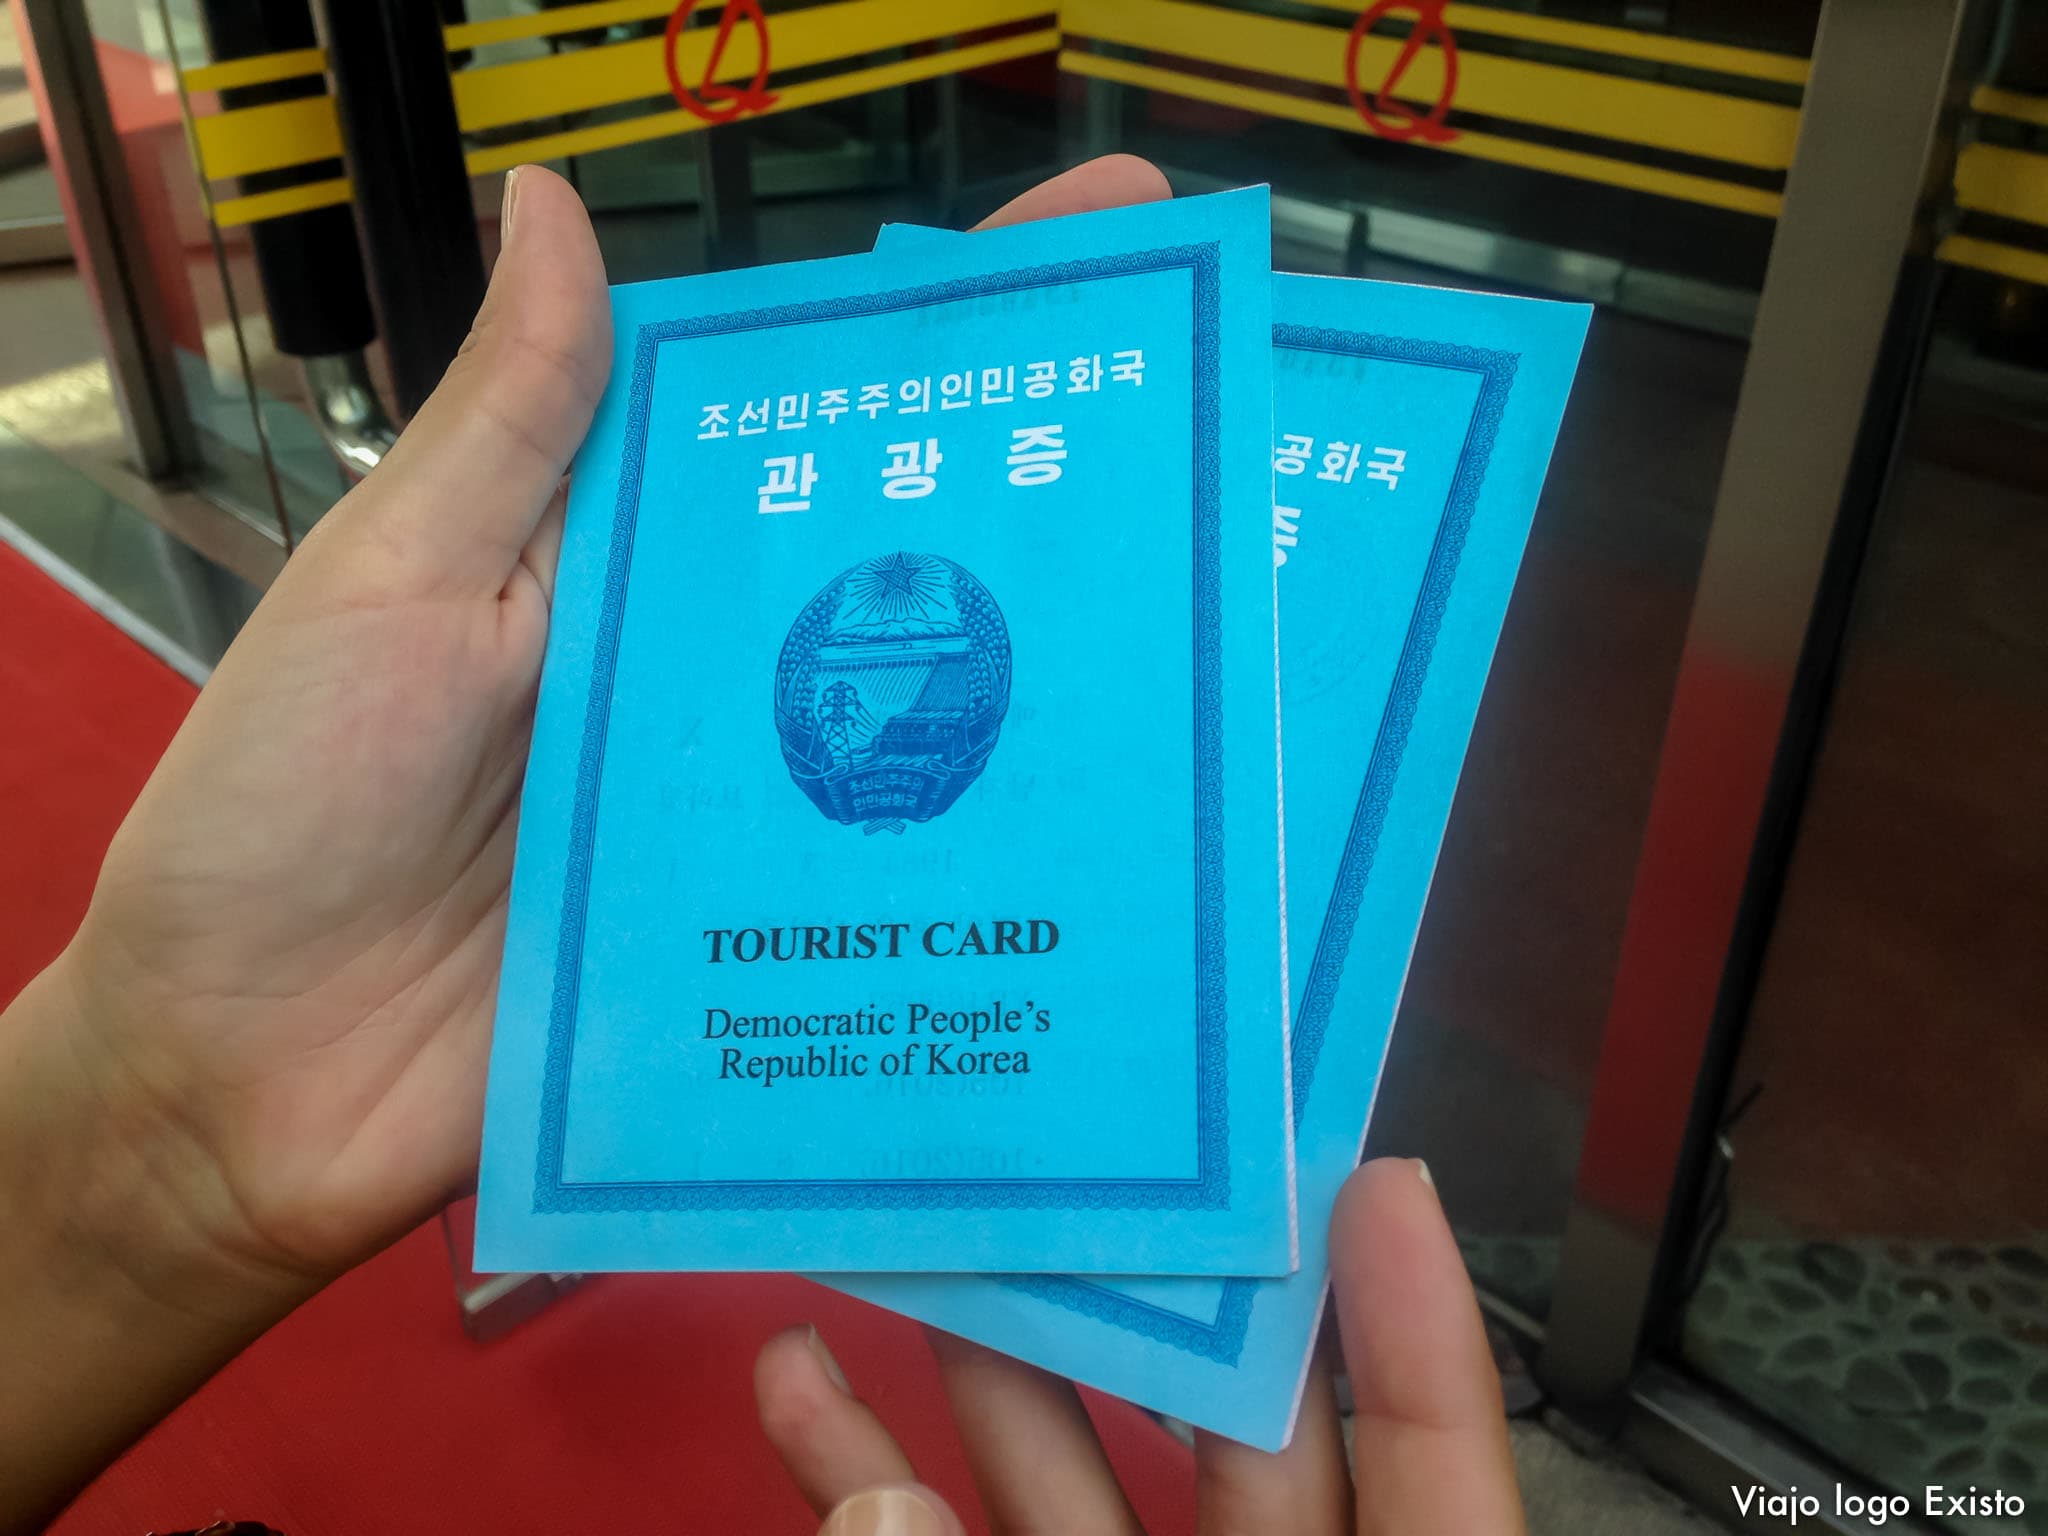 조선민주주의인민공화국
관 광 증
조선민주주의
인민공화국
TOURIST CARD
Democratic People's
Republic of Korea
공화국
증
Viajo logo Existo